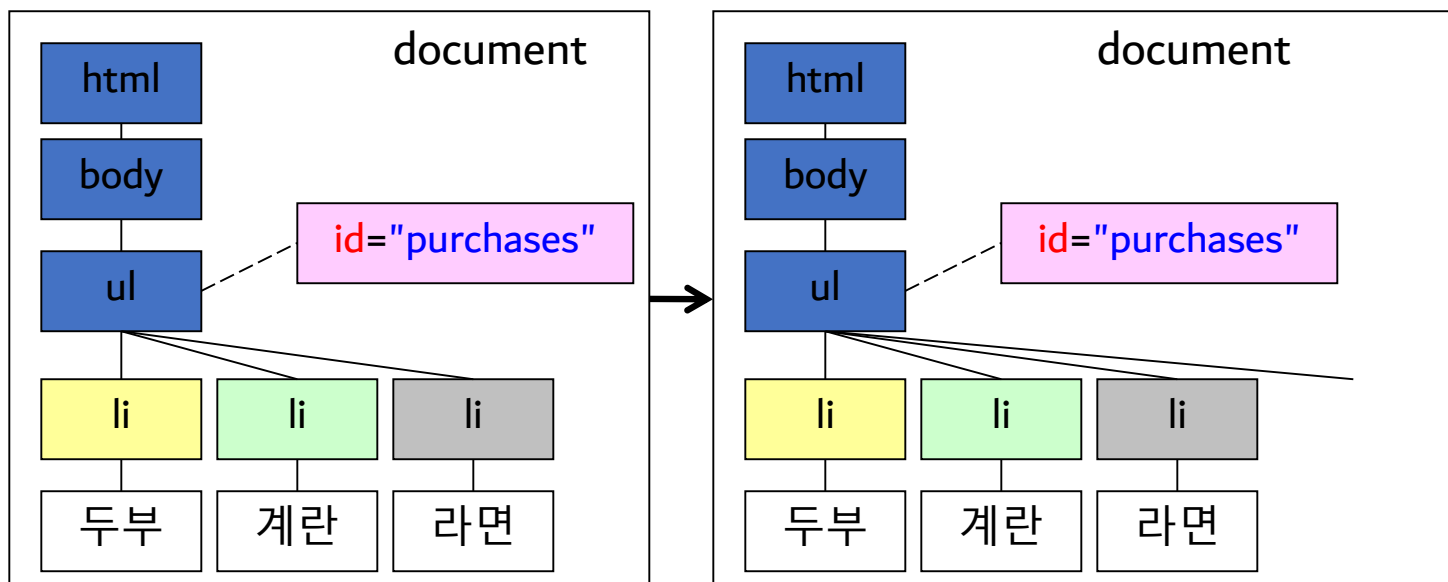 document
html
body
id="purchases"
ul
li li li
두부 계란 라면
document
html
body
id="purchases"
ul
li li li
두부 계란 라면